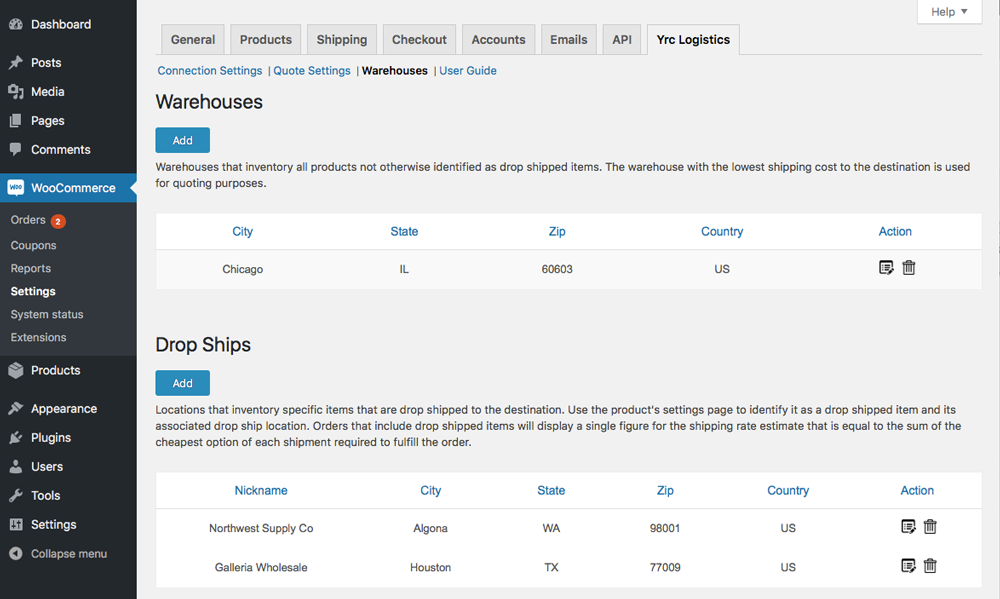 Help
Dashboard
Posts
Media
Pages
Comments
woo WooCommerce
Orders 2
Coupons
Reports
Settings
System status
Extensions
Products
Appearance
Plugins
Users
Tools
Settings
Collapse menu
General Products Shipping Checkout Accounts Emails API Yrc Logistics
Connection Settings | Quote Settings | Warehouses | User Guide
Warehouses
Add
Warehouses that inventory all products not otherwise identified as drop shipped items. The warehouse with the lowest shipping cost to the destination is used
for quoting purposes.
City State Zip Country Action
Chicago IL 60603 US
Drop Ships
Add
Locations that inventory specific items that are drop shipped to the destination. Use the product's settings page to identify it as a drop shipped item and its
associated drop ship location. Orders that include drop shipped items will display a single figure for the shipping rate estimate that is equal to the sum of the
cheapest option of each shipment required to fulfill the order.
Nickname City State Zip Country Action
Northwest Supply Co Algona WA 98001 US
Galleria Wholesale Houston TX 77009 US